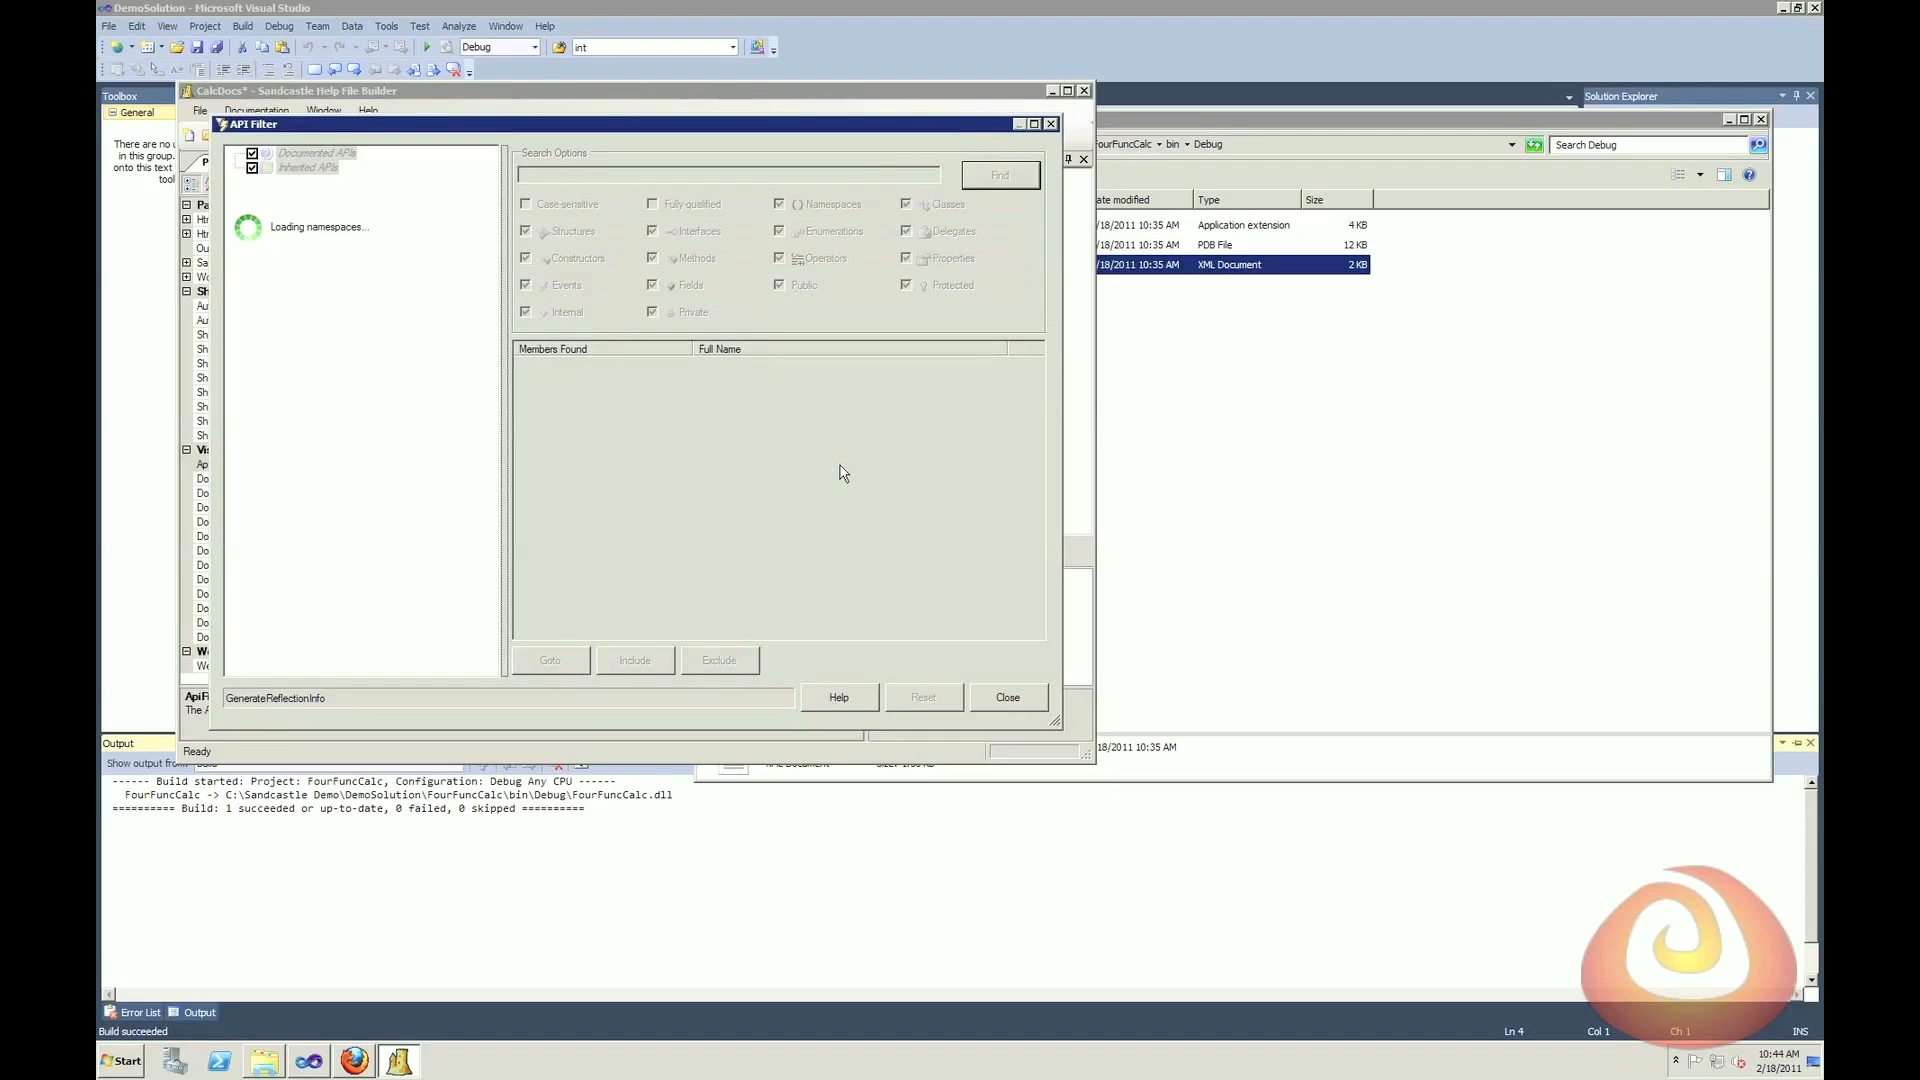 DemoSolution - Microsoft Visual Studio
File Edit View Project Build Debug Team Data Tools Test Analyze Window Help
Debug int
Toolbox
General
There are no
in this group.
onto this text
CalcDocs* - Sandcastle Help File Builder
File Documentation Window Help
API Filter
Documented APIs
Inherited APIs
Loading namespaces...
Search Options
Find
Case-sensitive Fully-qualified Namespaces Classes
Structures Interfaces Enumerations Delegates
Constructors Methods Operators Properties
Events Fields Public Protected
Internal Private
Members Found Full Name
Goto Include Exclude
GenerateReflectionInfo Help Reset Close
Ready
Solution Explorer
FourFuncCalc bin Debug Search Debug
ate modified Type Size
/18/2011 10:35 AM Application extension 4 KB
/18/2011 10:35 AM PDB File 12 KB
/18/2011 10:35 AM XML Document 2 KB
18/2011 10:35 AM
Output
Show output from:
------ Build started: Project: FourFuncCalc, Configuration: Debug Any CPU ------
FourFuncCalc -> C:\Sandcastle Demo\DemoSolution\FourFuncCalc\bin\Debug\FourFuncCalc.dll
========== Build: 1 succeeded or up-to-date, 0 failed, 0 skipped ==========
Error List Output
Build succeeded Ln 4 Col 1 Ch 1 INS
Start
10:44 AM
2/18/2011